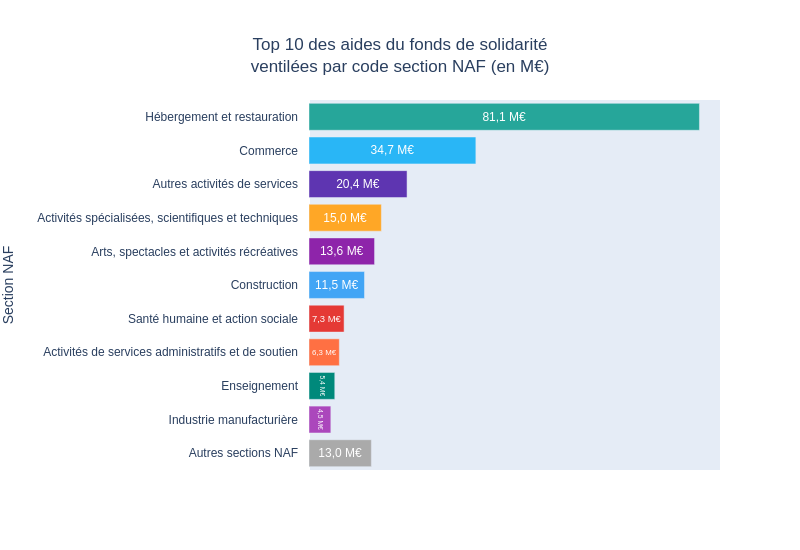 Top 10 des aides du fonds de solidarité
ventilées par code section NAF (en M€)
Section NAF
Hébergement et restauration 81,1 M€
Commerce 34,7 M€
Autres activités de services 20,4 M€
Activités spécialisées, scientifiques et techniques 15,0 M€
Arts, spectacles et activités récréatives 13,6 M€
Construction 11,5 M€
Santé humaine et action sociale 7,3 M€
Activités de services administratifs et de soutien 6,3 M€
Enseignement 5,4 M€
Industrie manufacturière 4,5 M€
Autres sections NAF 13,0 M€